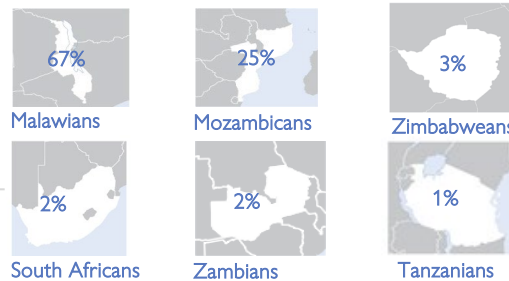 67%
25%
3%
Malawians
Mozambicans
Zimbabweans
2%
2%
1%
South Africans
Zambians
Tanzanians